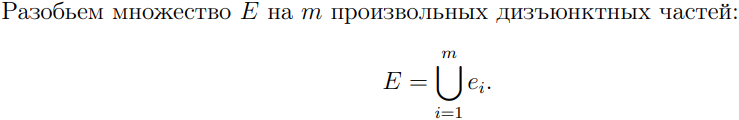 Разобьем множество E на m произвольных дизъюнктных частей:
E = ⋃_{i=1}^{m} e_i.